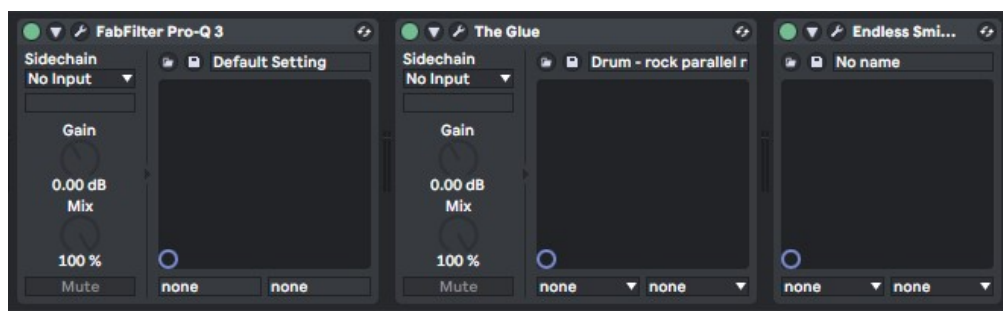 FabFilter Pro-Q 3
Sidechain
No Input
Default Setting
Gain
0.00 dB
Mix
100 %
Mute
none none
The Glue
Sidechain
No Input
Drum - rock parallel r
Gain
0.00 dB
Mix
100 %
Mute
none none
Endless Smi...
No name
none none